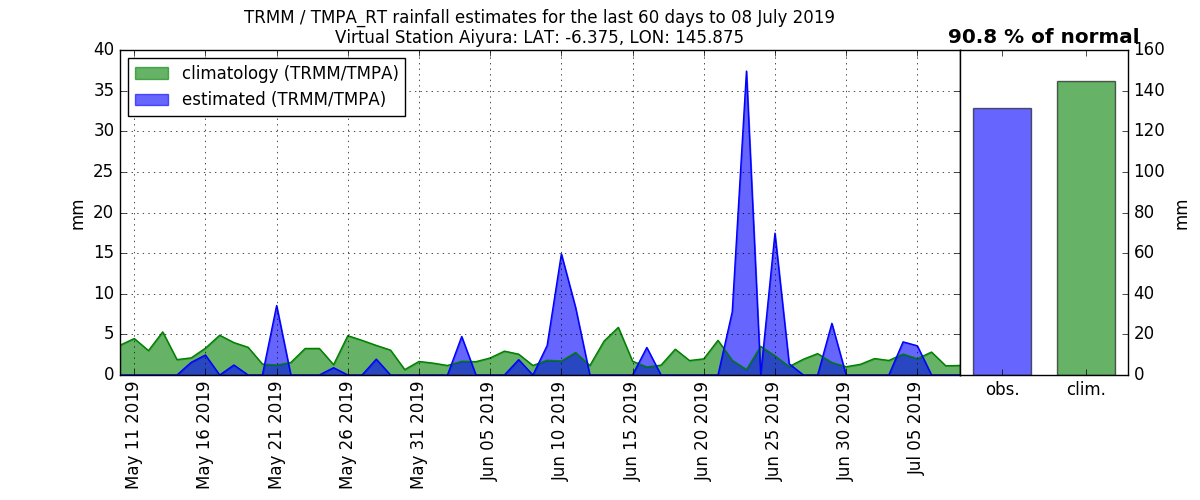 TRMM / TMPA_RT rainfall estimates for the last 60 days to 08 July 2019
Virtual Station Aiyura: LAT: -6.375, LON: 145.875
90.8 % of normal
climatology (TRMM/TMPA)
estimated (TRMM/TMPA)
mm
40
35
30
25
20
15
10
5
0
May 11 2019
May 16 2019
May 21 2019
May 26 2019
May 31 2019
Jun 05 2019
Jun 10 2019
Jun 15 2019
Jun 20 2019
Jun 25 2019
Jun 30 2019
Jul 05 2019
obs.
clim.
160
140
120
100
80
60
40
20
0
mm